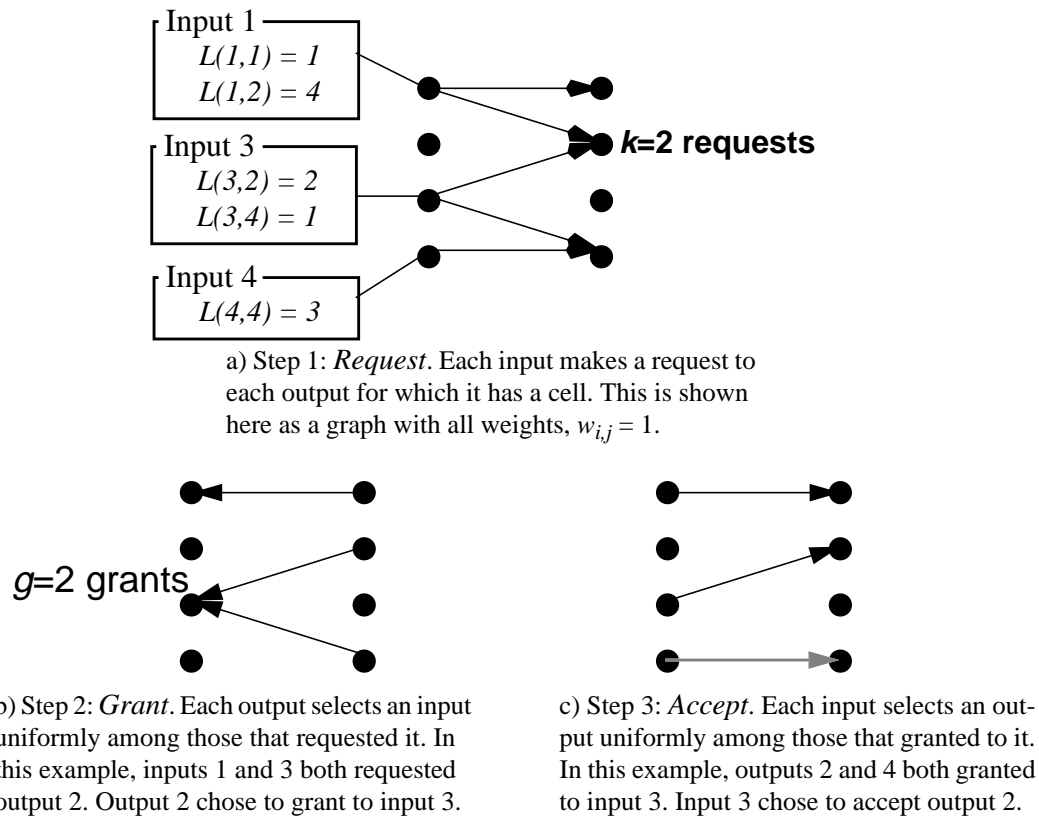 Input 1
L(1,1) = 1
L(1,2) = 4
Input 3
L(3,2) = 2
L(3,4) = 1
Input 4
L(4,4) = 3
k=2 requests
a) Step 1: Request. Each input makes a request to
each output for which it has a cell. This is shown
here as a graph with all weights, w_{i,j} = 1.
g=2 grants
b) Step 2: Grant. Each output selects an input
uniformly among those that requested it. In
this example, inputs 1 and 3 both requested
output 2. Output 2 chose to grant to input 3.
c) Step 3: Accept. Each input selects an out-
put uniformly among those that granted to it.
In this example, outputs 2 and 4 both granted
to input 3. Input 3 chose to accept output 2.